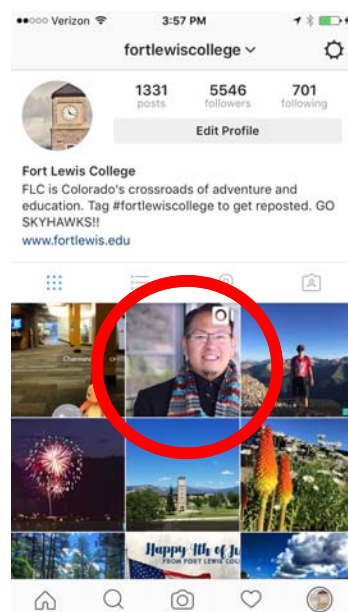 Verizon 3:57 PM
fortlewiscollege
1331 5546 701
posts followers following
Edit Profile
Fort Lewis College
FLC is Colorado's crossroads of adventure and
education. Tag #fortlewiscollege to get reposted. GO
SKYHAWKS!!
www.fortlewis.edu
Happy 4th of Ju
FROM FORT LEWIS COL